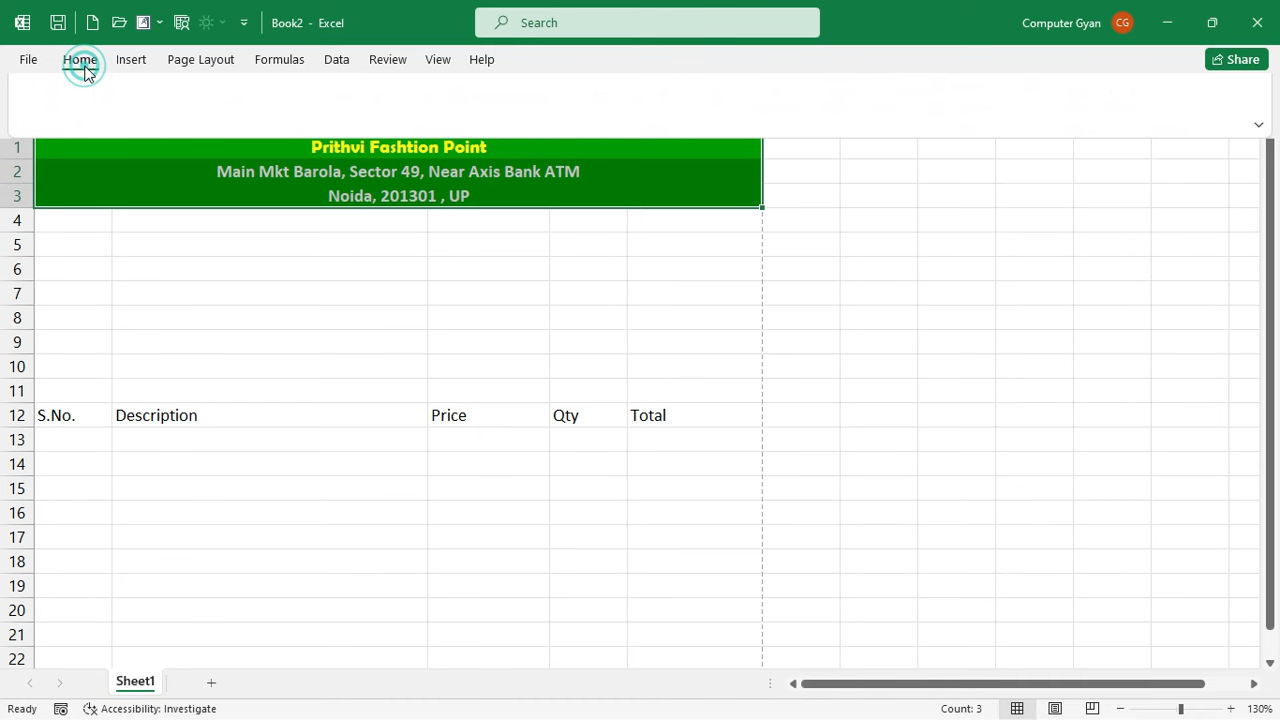 Book2 - Excel
Search
Computer Gyan CG
File Home Insert Page Layout Formulas Data Review View Help
Share
1 Prithvi Fashtion Point
2 Main Mkt Barola, Sector 49, Near Axis Bank ATM
3 Noida, 201301 , UP
4
5
6
7
8
9
10
11
12 S.No. Description Price Qty Total
13
14
15
16
17
18
19
20
21
22
Sheet1
Ready Accessibility: Investigate Count: 3 130%